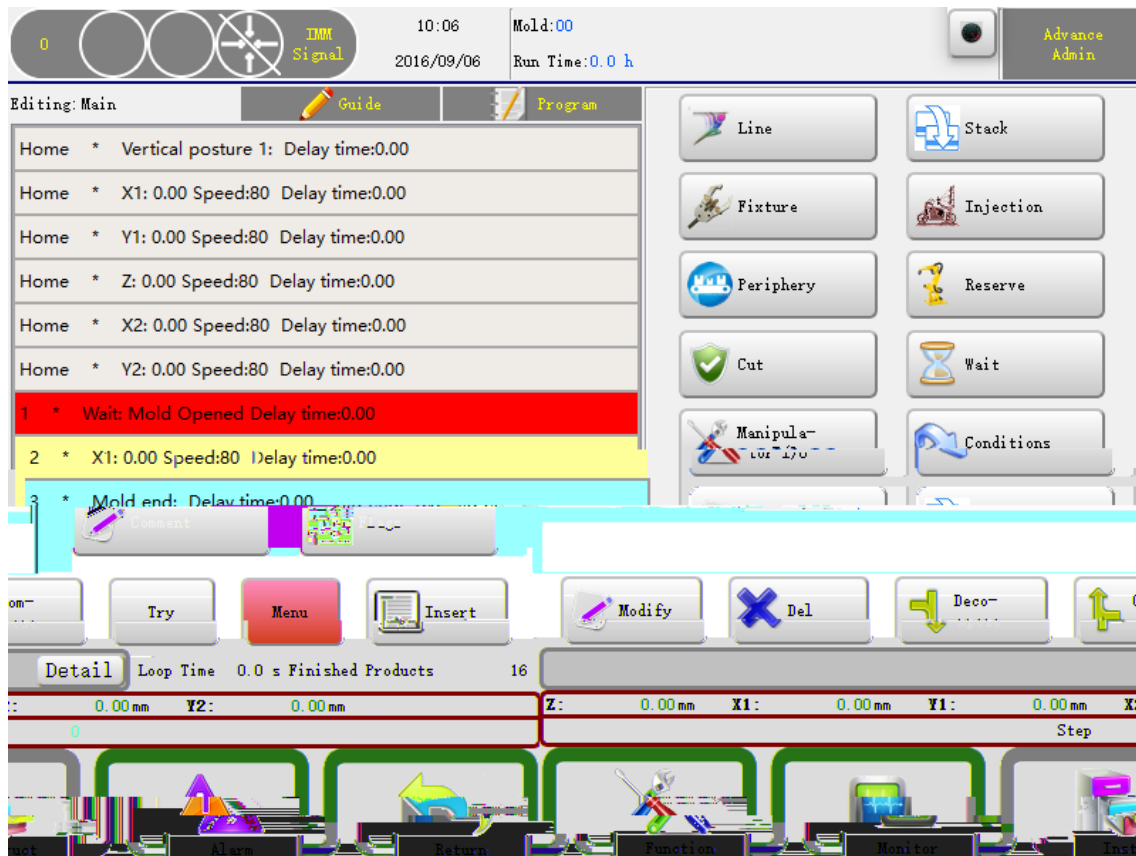 0
IMM
Signal
10:06
2016/09/06
Mold:00
Run Time:0.0 h
Advance
Admin
Editing:Main
Guide
Program
Home * Vertical posture 1: Delay time:0.00
Home * X1: 0.00 Speed:80 Delay time:0.00
Home * Y1: 0.00 Speed:80 Delay time:0.00
Home * Z: 0.00 Speed:80 Delay time:0.00
Home * X2: 0.00 Speed:80 Delay time:0.00
Home * Y2: 0.00 Speed:80 Delay time:0.00
1 * Wait: Mold Opened Delay time:0.00
2 * X1: 0.00 Speed:80 Delay time:0.00
3 * Mold end: Delay time:0.00
Line
Stack
Fixture
Injection
Periphery
Reserve
Cut
Wait
Manipula-
Conditions
Comment
om-
Try
Menu
Insert
Modify
Del
Deco-
Detail Loop Time 0.0 s Finished Products 16
: 0.00 mm Y2: 0.00 mm Z: 0.00 mm X1: 0.00 mm Y1: 0.00 mm X
0
Step
uct
Alarm
Return
Function
Monitor
Inst